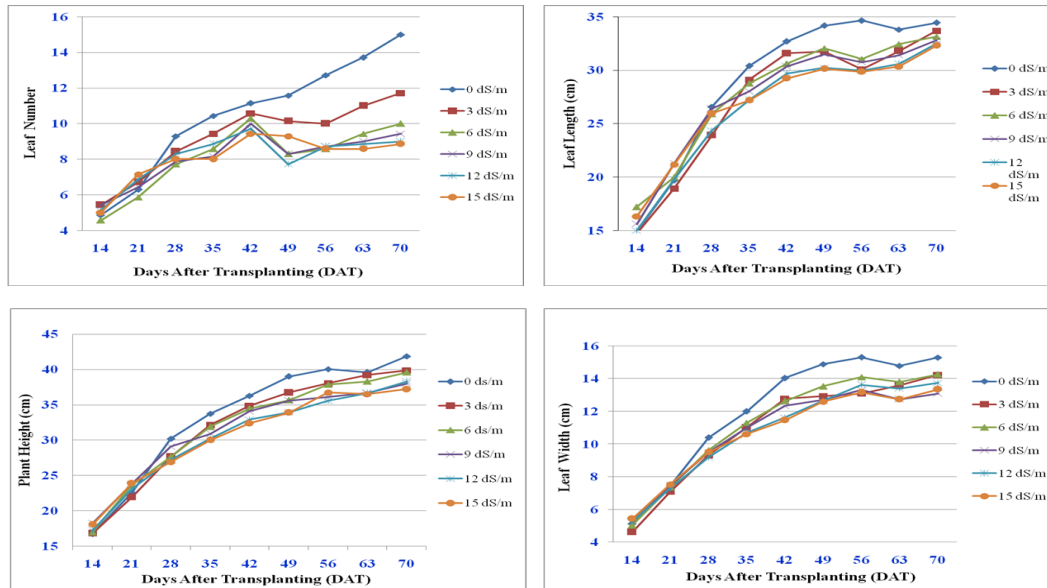 16
14
12
10
8
6
4
Leaf Number
14 21 28 35 42 49 56 63 70
Days After Transplanting (DAT)
0 dS/m
3 dS/m
6 dS/m
9 dS/m
12 dS/m
15 dS/m
35
30
25
20
15
Leaf Length (cm)
14 21 28 35 42 49 56 63 70
Days After Transplanting (DAT)
0 dS/m
3 dS/m
6 dS/m
9 dS/m
12
dS/m
15
dS/m
45
40
35
30
25
20
15
Plant Height (cm)
14 21 28 35 42 49 56 63 70
Days After Transplanting (DAT)
0 ds/m
3 ds/m
6 ds/m
9 dS/m
12 dS/m
15 dS/m
16
14
12
10
8
6
4
Leaf Width (cm)
14 21 28 35 42 49 56 63 70
Days After Transplanting (DAT)
0 dS/m
3 dS/m
6 dS/m
9 dS/m
12 dS/m
15 dS/m